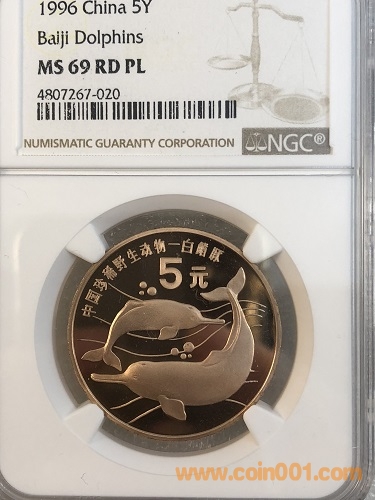 1996 China 5Y
Baiji Dolphins
MS 69 RD PL
4807267-020
NUMISMATIC GUARANTY CORPORATION
NGC®
中国珍稀野生动物—白鱀豚
5元
www.coin001.com